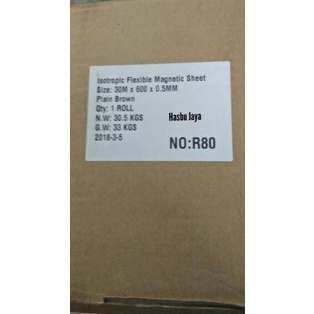 Isotropic Flexible Magnetic Sheet
Size: 30M x 600 x 0.5MM
Plain Brown
Qty: 1 ROLL
N.W: 30.5 KGS
G.W: 33 KGS
2018-3-5
Hasbu Jaya
NO:R80